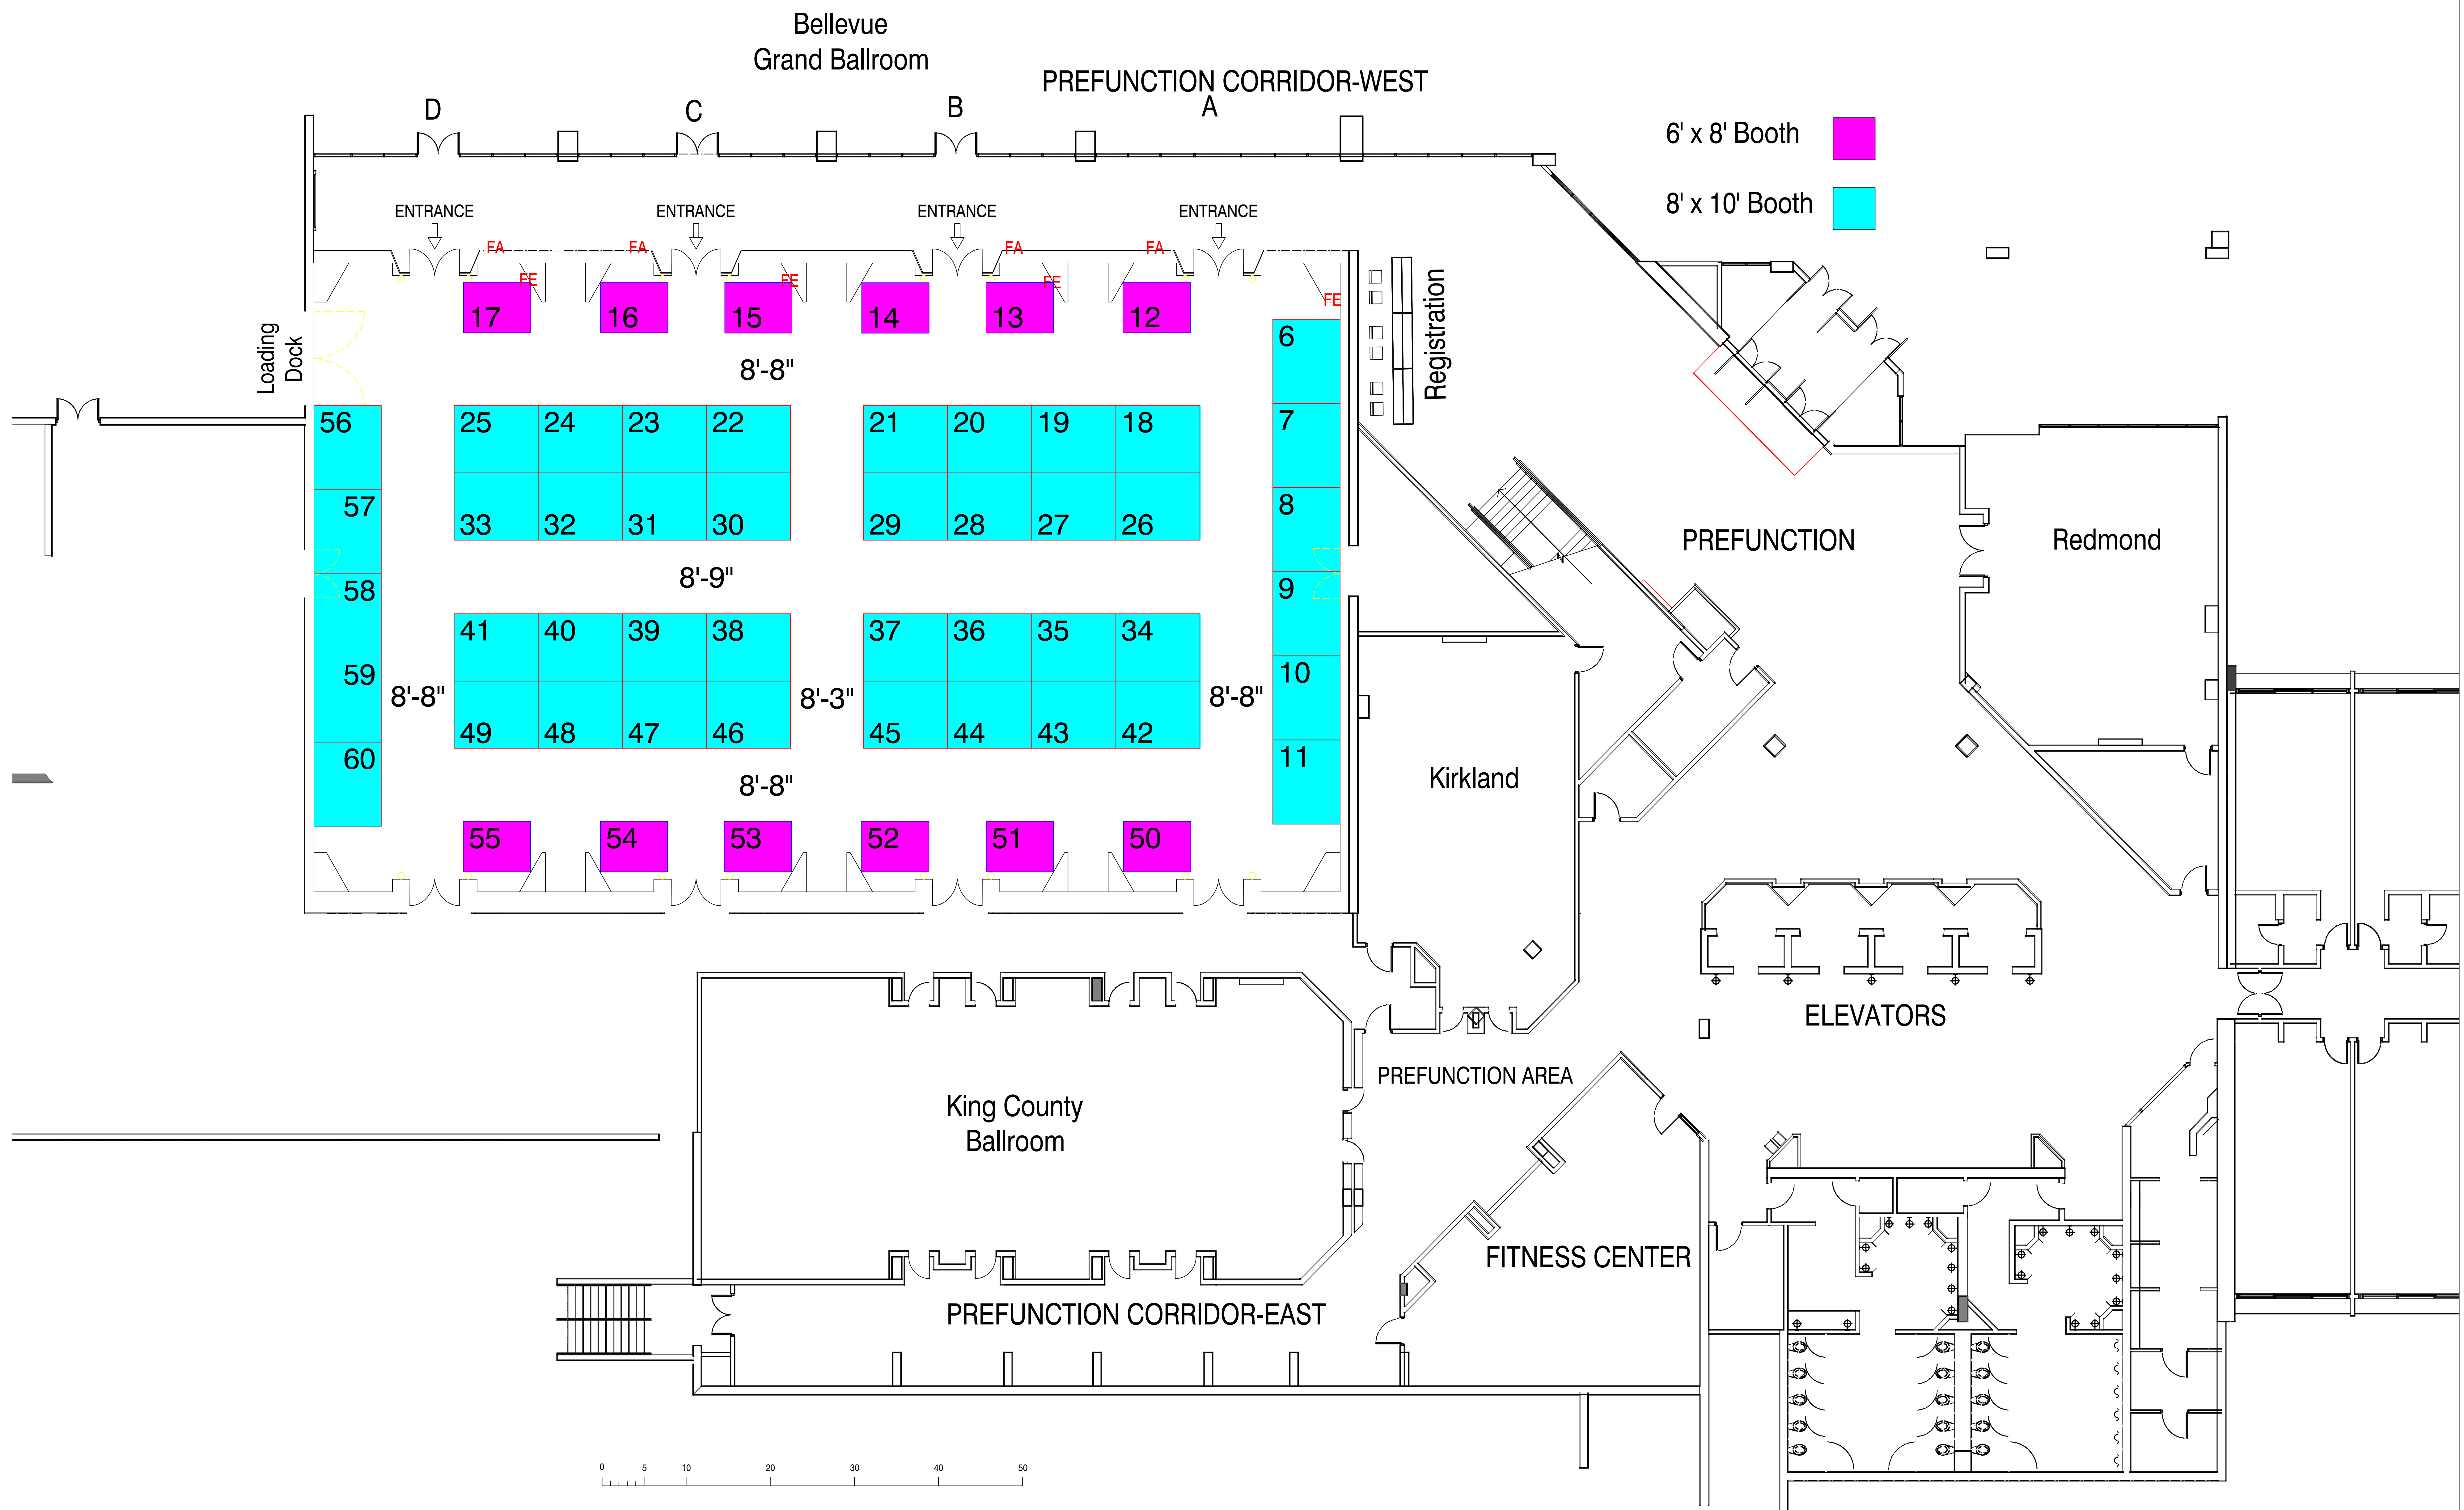 Bellevue
Grand Ballroom
PREFUNCTION CORRIDOR-WEST
D
C
B
A
6' x 8' Booth
8' x 10' Booth
ENTRANCE
ENTRANCE
ENTRANCE
ENTRANCE
FA
FA
FA
FA
FE
FE
FE
FE
17
16
15
14
13
12
Loading
Dock
Registration
8'-8"
6
7
8
9
10
11
56
57
58
59
60
25
24
23
22
21
20
19
18
33
32
31
30
29
28
27
26
8'-9"
41
40
39
38
37
36
35
34
8'-8"
8'-3"
8'-8"
49
48
47
46
45
44
43
42
8'-8"
55
54
53
52
51
50
PREFUNCTION
Redmond
Kirkland
ELEVATORS
PREFUNCTION AREA
King County
Ballroom
FITNESS CENTER
PREFUNCTION CORRIDOR-EAST
0 5 10 20 30 40 50